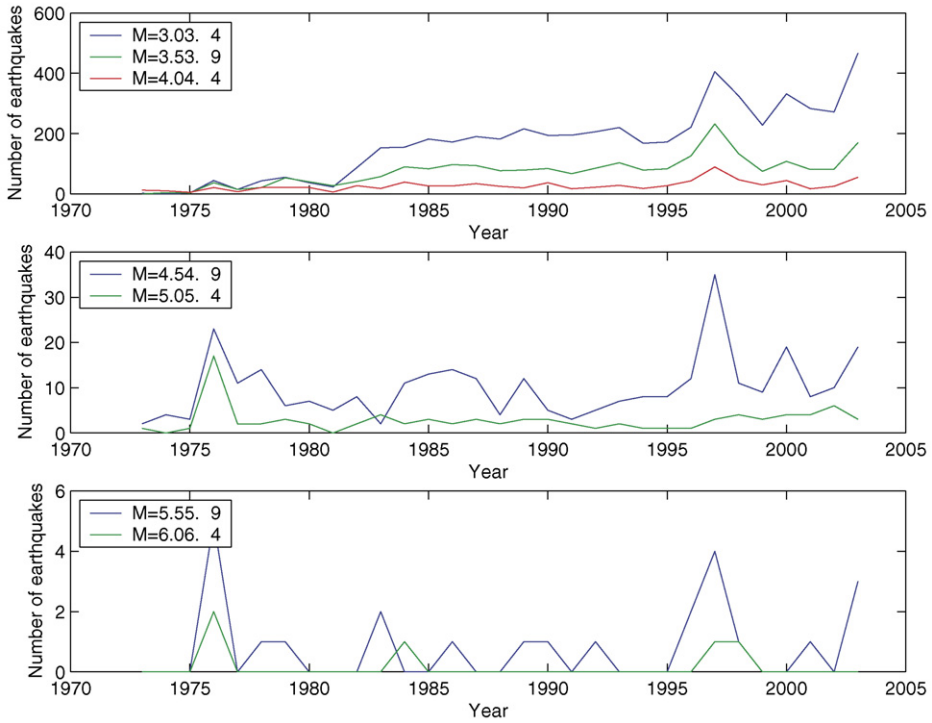 600
400
200
0
Number of earthquakes
M=3.03. 4
M=3.53. 9
M=4.04. 4
1970 1975 1980 1985 1990 1995 2000 2005
Year
40
30
20
10
0
Number of earthquakes
M=4.54. 9
M=5.05. 4
1970 1975 1980 1985 1990 1995 2000 2005
Year
6
4
2
0
Number of earthquakes
M=5.55. 9
M=6.06. 4
1970 1975 1980 1985 1990 1995 2000 2005
Year